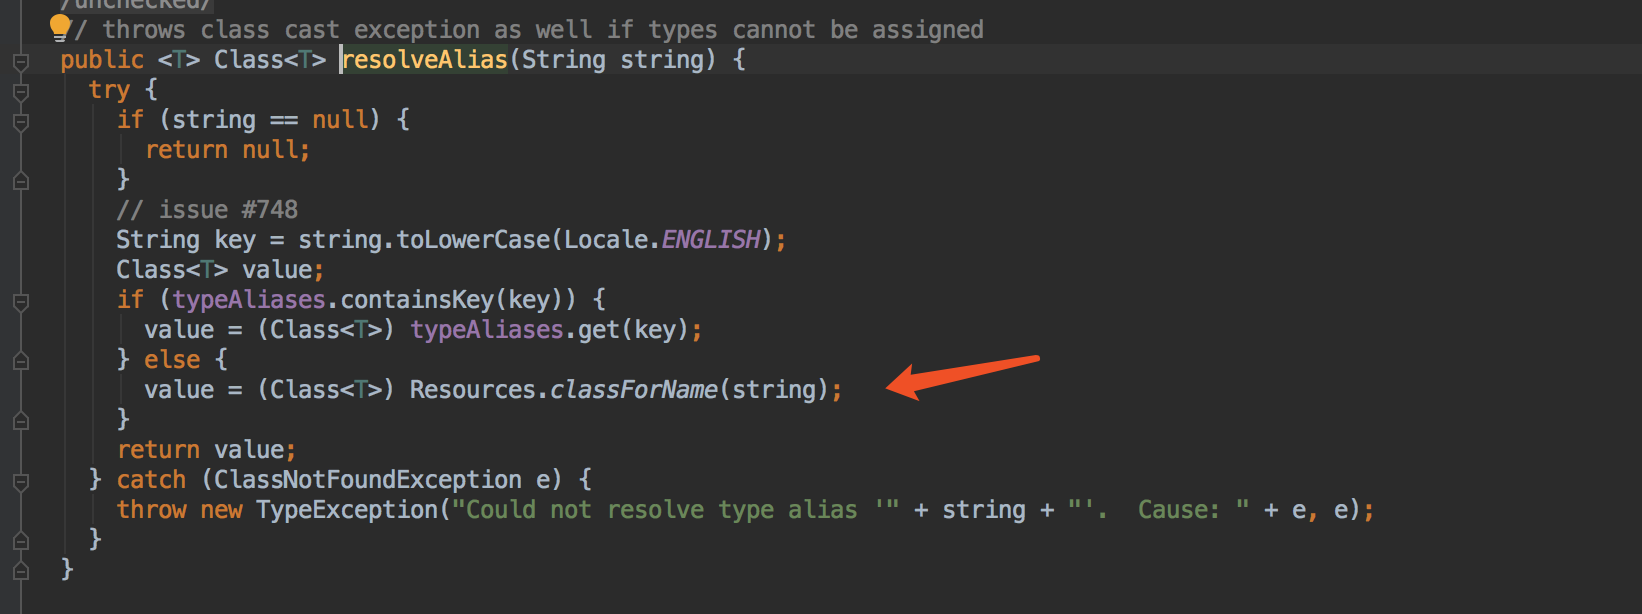 /unchecked/
// throws class cast exception as well if types cannot be assigned
public <T> Class<T> resolveAlias(String string) {
try {
if (string == null) {
return null;
}
// issue #748
String key = string.toLowerCase(Locale.ENGLISH);
Class<T> value;
if (typeAliases.containsKey(key)) {
value = (Class<T>) typeAliases.get(key);
} else {
value = (Class<T>) Resources.classForName(string);
}
return value;
} catch (ClassNotFoundException e) {
throw new TypeException("Could not resolve type alias '" + string + "'.  Cause: " + e, e);
}
}